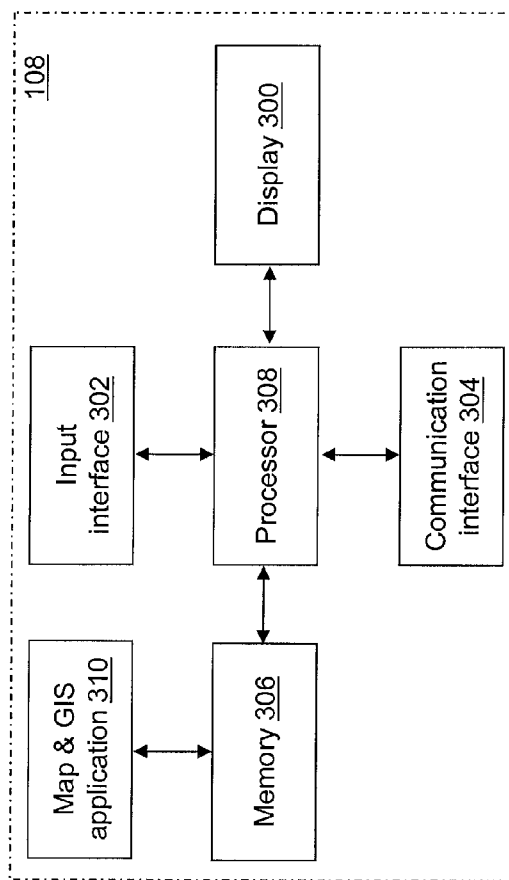 108
Map & GIS
application 310
Input
interface 302
Memory 306
Processor 308
Display 300
Communication
interface 304